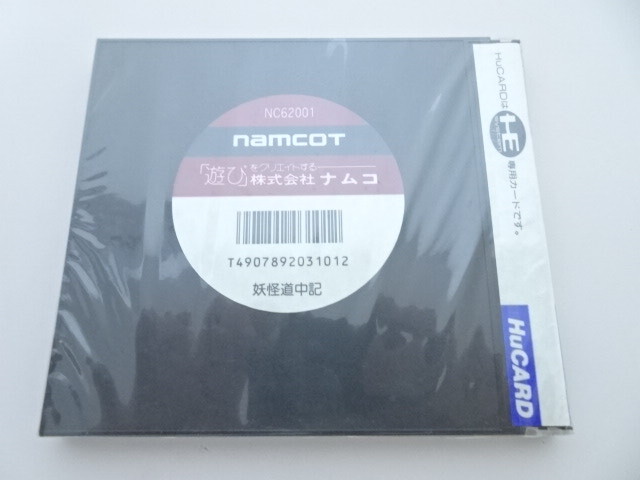 NC62001
namcoT
「遊び」をクリエイトする
株式会社 ナムコ
T4907892031012
妖怪道中記
HuCARDは
HE
専用カードです。
HuCARD